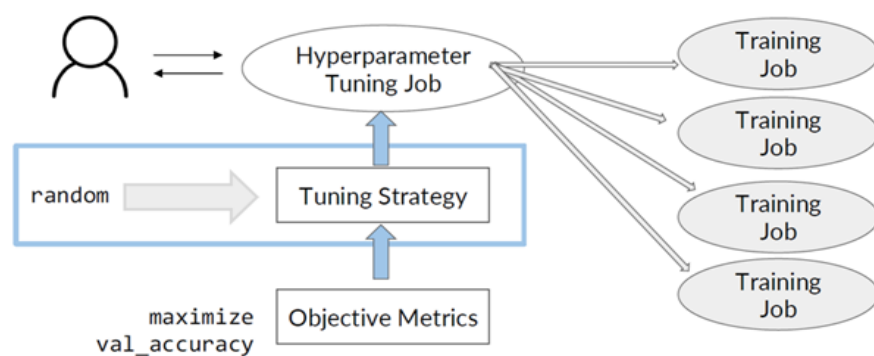 Hyperparameter
Tuning Job
Training
Job
Training
Job
random
Tuning Strategy
Training
Job
maximize
val_accuracy
Objective Metrics
Training
Job